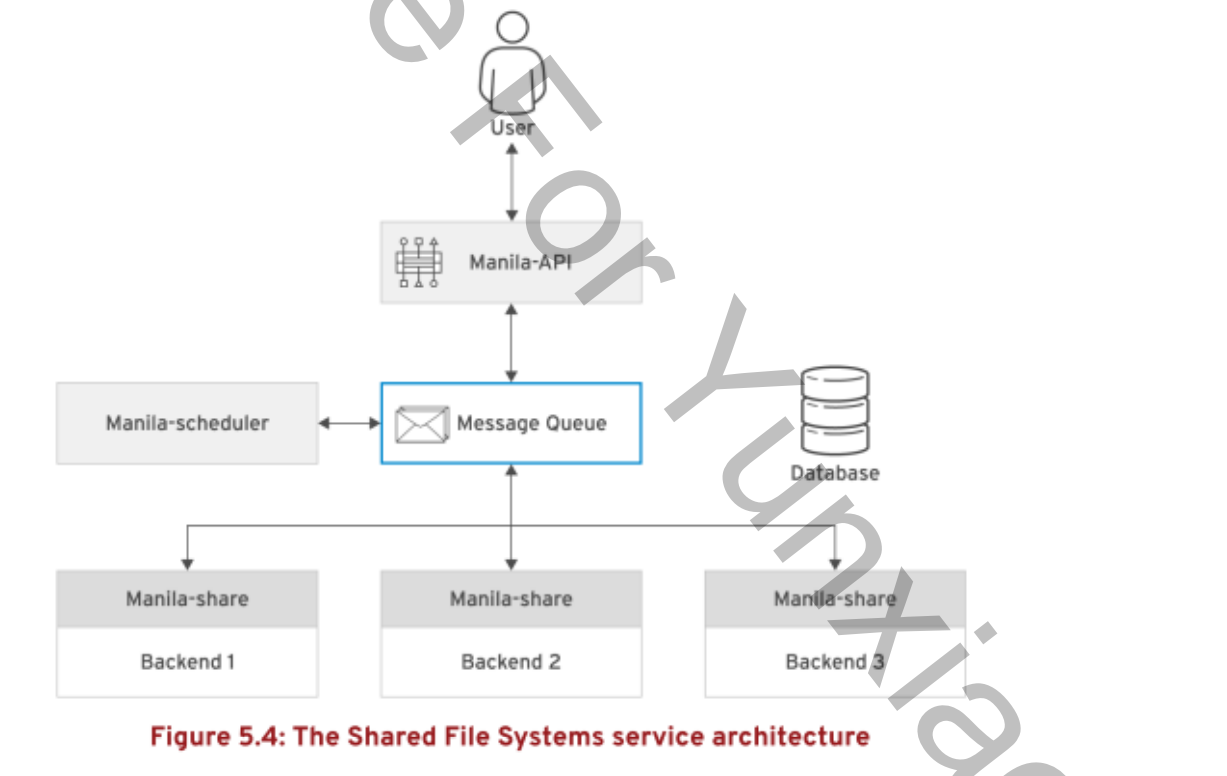 User
Manila-API
Manila-scheduler
Message Queue
Database
Manila-share
Manila-share
Manila-share
Backend 1
Backend 2
Backend 3
Figure 5.4: The Shared File Systems service architecture
For